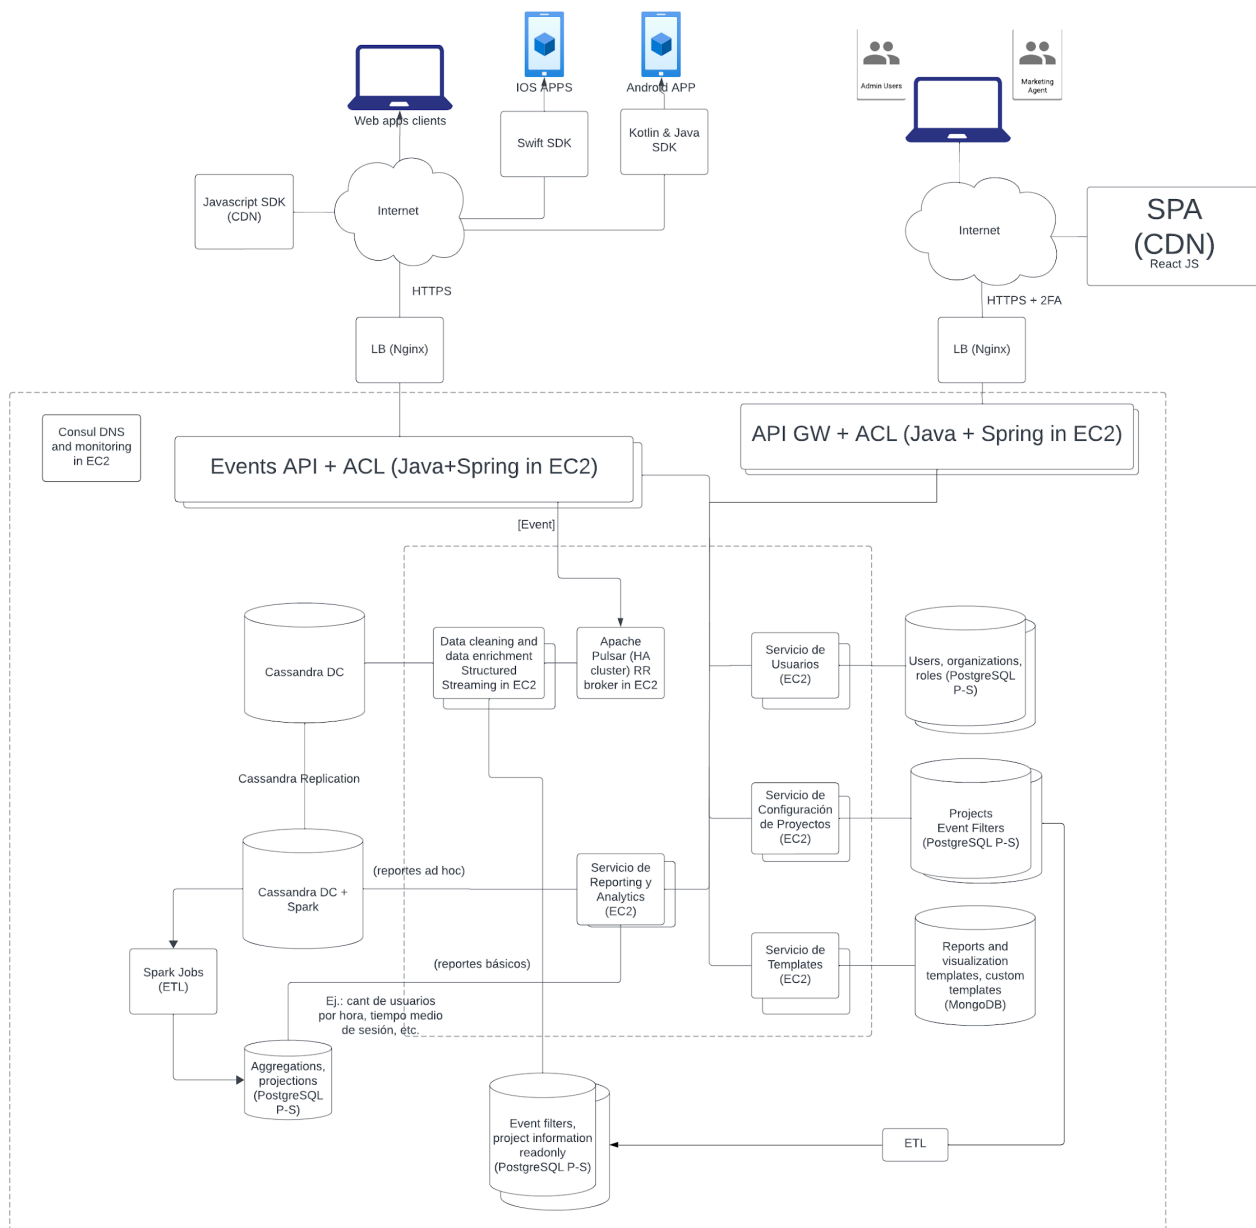 IOS APPS
Android APP
Admin Users
Marketing
Agent
Web apps clients
Swift SDK
Kotlin & Java
SDK
Javascript SDK
(CDN)
Internet
Internet
SPA
(CDN)
React JS
HTTPS
HTTPS + 2FA
LB (Nginx)
LB (Nginx)
Consul DNS
and monitoring
in EC2
Events API + ACL (Java+Spring in EC2)
API GW + ACL (Java + Spring in EC2)
[Event]
Cassandra DC
Data cleaning and
data enrichment
Structured
Streaming in EC2
Apache
Pulsar (HA
cluster) RR
broker in EC2
Servicio de
Usuarios
(EC2)
Users, organizations,
roles (PostgreSQL
P-S)
Cassandra Replication
Servicio de
Configuración
de Proyectos
(EC2)
Projects
Event Filters
(PostgreSQL P-S)
Cassandra DC +
Spark
(reportes ad hoc)
Servicio de
Reporting y
Analytics
(EC2)
Spark Jobs
(ETL)
(reportes básicos)
Servicio de
Templates
(EC2)
Reports and
visualization
templates, custom
templates
(MongoDB)
Ej.: cant de usuarios
por hora, tiempo medio
de sesión, etc.
Aggregations,
projections
(PostgreSQL
P-S)
Event filters,
project information
readonly
(PostgreSQL P-S)
ETL